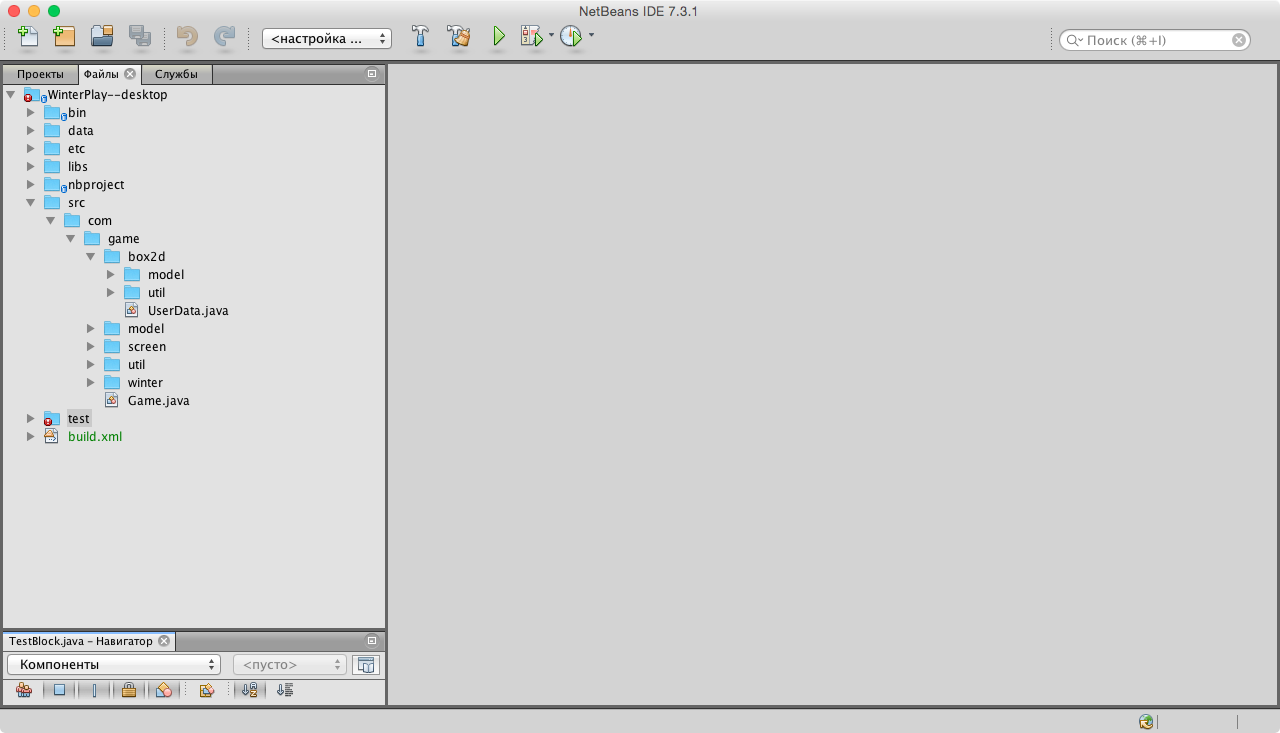 NetBeans IDE 7.3.1
<настройка ...
Поиск (⌘+I)
Проекты Файлы Службы
WinterPlay--desktop
bin
data
etc
libs
nbproject
src
com
game
box2d
model
util
UserData.java
model
screen
util
winter
Game.java
test
build.xml
TestBlock.java – Навигатор
Компоненты <пусто>